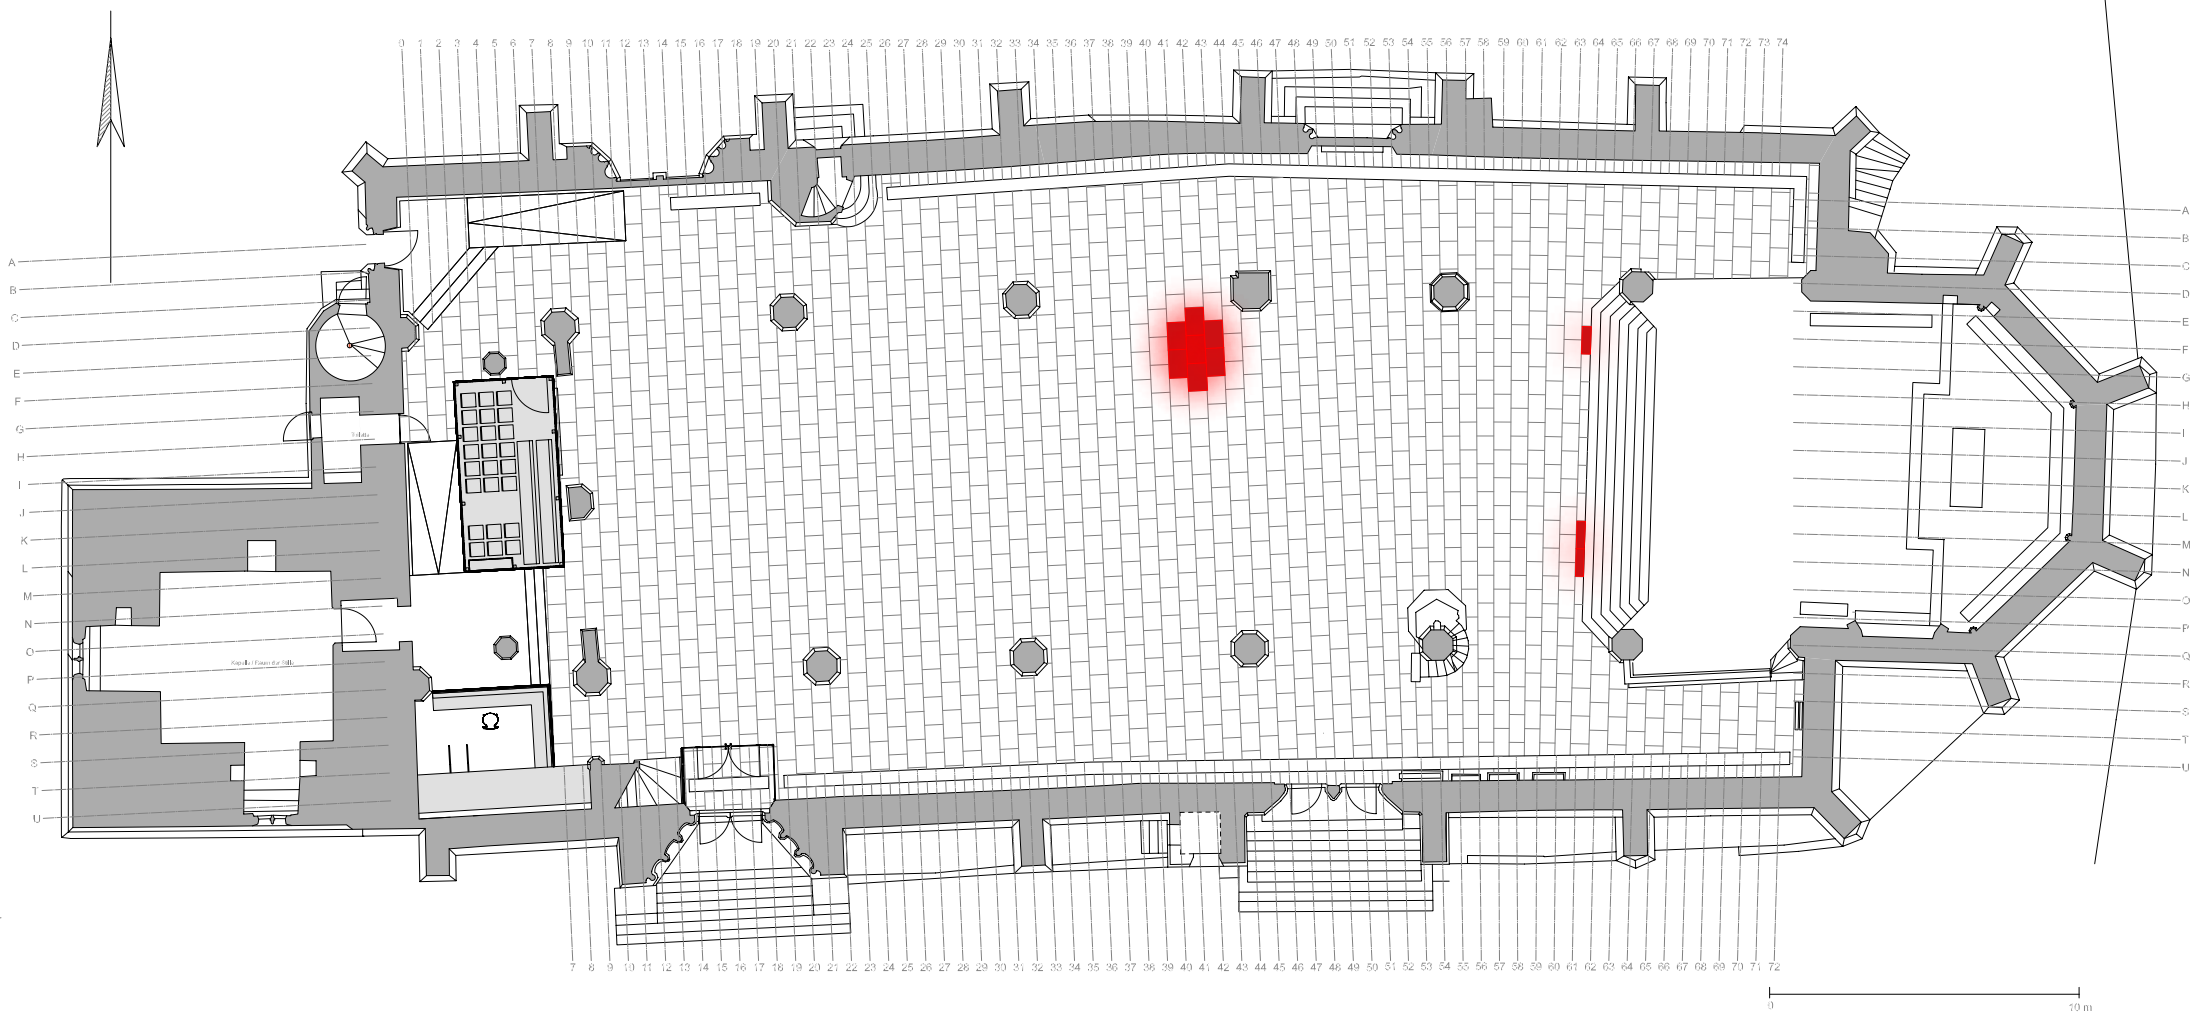 0 1 2 3 4 5 6 7 8 9 10 11 12 13 14 15 16 17 18 19 20 21 22 23 24 25 26 27 28 29 30 31 32 33 34 35 36 37 38 39 40 41 42 43 44 45 46 47 48 49 50 51 52 53 54 55 56 57 58 59 60 61 62 63 64 65 66 67 68 69 70 71 72 73 74
A
B
C
D
E
F
G
H
I
J
K
L
M
N
O
P
Q
R
S
T
U
A
B
C
D
E
F
G
H
I
J
K
L
M
N
O
P
Q
R
S
T
U
Kapelle / Raum der Stille
7 8 9 10 11 12 13 14 15 16 17 18 19 20 21 22 23 24 25 26 27 28 29 30 31 32 33 34 35 36 37 38 39 40 41 42 43 44 45 46 47 48 49 50 51 52 53 54 55 56 57 58 59 60 61 62 63 64 65 66 67 68 69 70 71 72
0 10 m